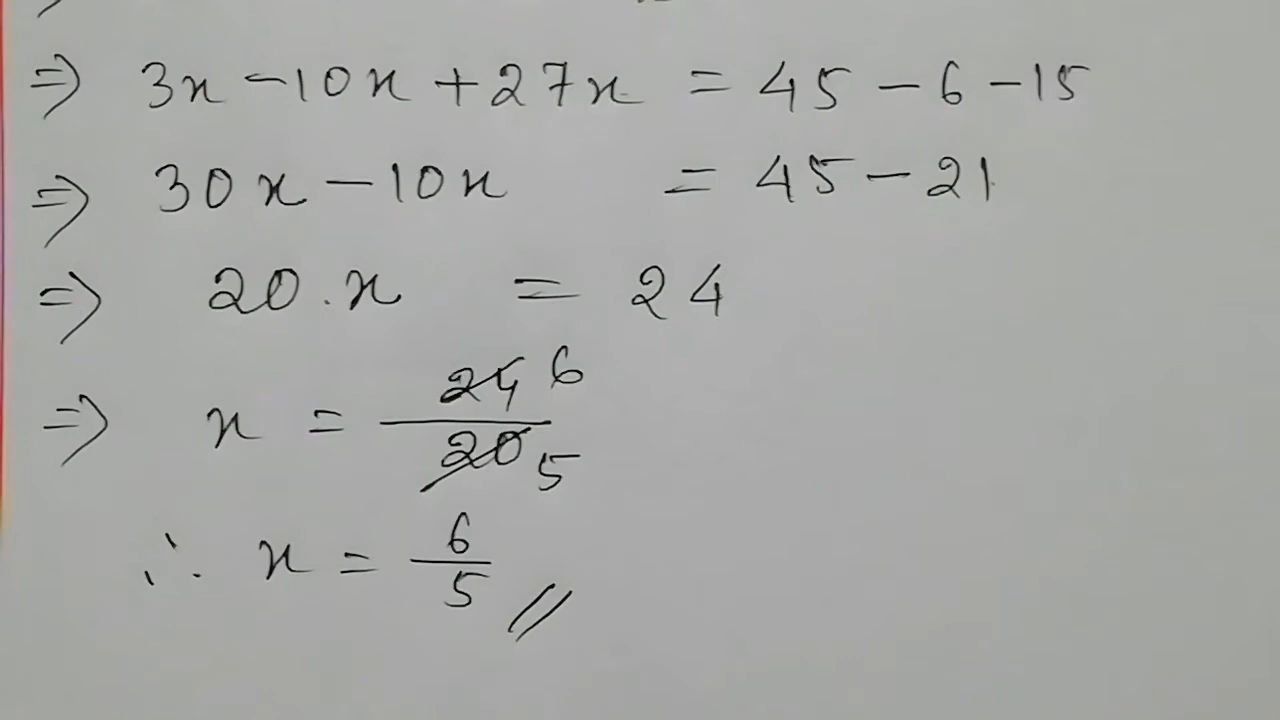 ⇒ 3x - 10x + 27x = 45 - 6 - 15
⇒ 30x - 10x = 45 - 21
⇒ 20.x = 24
⇒ x = 24/20 6/5
∴ x = 6/5 //